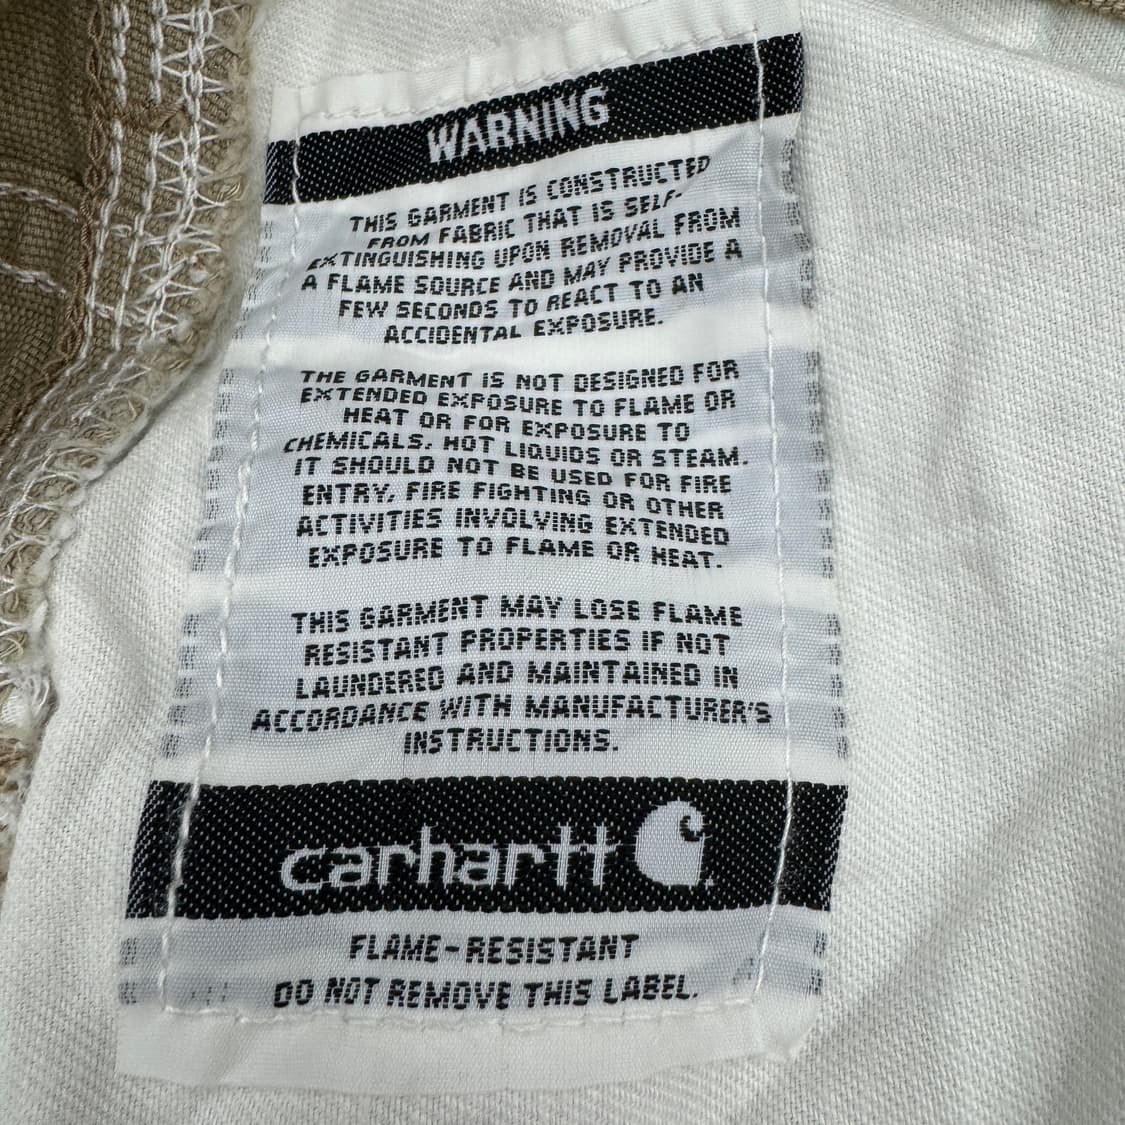 WARNING
THIS GARMENT IS CONSTRUCTED
FROM FABRIC THAT IS SELF-
EXTINGUISHING UPON REMOVAL FROM
A FLAME SOURCE AND MAY PROVIDE A
FEW SECONDS TO REACT TO AN
ACCIDENTAL EXPOSURE.
THE GARMENT IS NOT DESIGNED FOR
EXTENDED EXPOSURE TO FLAME OR
HEAT OR FOR EXPOSURE TO
CHEMICALS, HOT LIQUIDS OR STEAM.
IT SHOULD NOT BE USED FOR FIRE
ENTRY, FIRE FIGHTING OR OTHER
ACTIVITIES INVOLVING EXTENDED
EXPOSURE TO FLAME OR HEAT.
THIS GARMENT MAY LOSE FLAME
RESISTANT PROPERTIES IF NOT
LAUNDERED AND MAINTAINED IN
ACCORDANCE WITH MANUFACTURER'S
INSTRUCTIONS.
carhartt
FLAME-RESISTANT
DO NOT REMOVE THIS LABEL.